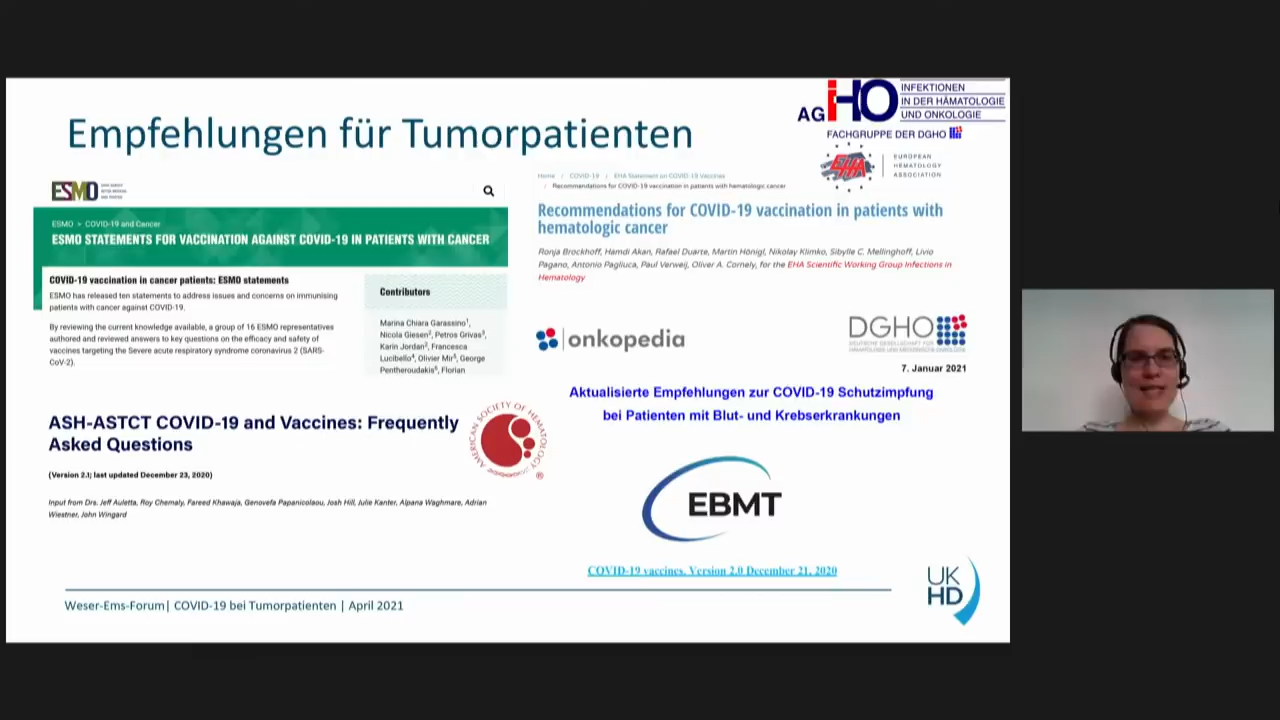 Empfehlungen für Tumorpatienten
AG iHO
INFEKTIONEN
IN DER HÄMATOLOGIE
UND ONKOLOGIE
FACHGRUPPE DER DGHO
EHA
EUROPEAN
HEMATOLOGY
ASSOCIATION
ESMO
ESMO > COVID-19 and Cancer
ESMO STATEMENTS FOR VACCINATION AGAINST COVID-19 IN PATIENTS WITH CANCER
COVID-19 vaccination in cancer patients: ESMO statements
ESMO has released ten statements to address issues and concerns on immunising
patients with cancer against COVID-19.
By reviewing the current knowledge available, a group of 16 ESMO representatives
authored and reviewed answers to key questions on the efficacy and safety of
vaccines targeting the Severe acute respiratory syndrome coronavirus 2 (SARS-
CoV-2).
Contributors
Marina Chiara Garassino¹,
Nicola Giesen², Petros Grivas³,
Karin Jordan², Francesca
Lucibello⁴, Olivier Mir⁵, George
Pentheroudakis⁶, Florian
Home / COVID-19 / EHA Statement on COVID-19 Vaccines
/ Recommendations for COVID-19 vaccination in patients with hematologic cancer
Recommendations for COVID-19 vaccination in patients with
hematologic cancer
Ronja Brockhoff, Hamdi Akan, Rafael Duarte, Martin Hönigl, Nikolay Klimko, Sibylle C. Mellinghoff, Livio
Pagano, Antonio Pagliuca, Paul Verweij, Oliver A. Cornely, for the EHA Scientific Working Group Infections in
Hematology
onkopedia
DGHO
DEUTSCHE GESELLSCHAFT FÜR
HÄMATOLOGIE UND MEDIZINISCHE ONKOLOGIE
7. Januar 2021
Aktualisierte Empfehlungen zur COVID-19 Schutzimpfung
bei Patienten mit Blut- und Krebserkrankungen
ASH-ASTCT COVID-19 and Vaccines: Frequently
Asked Questions
(Version 2.1; last updated December 23, 2020)
Input from Drs. Jeff Auletta, Roy Chemaly, Fareed Khawaja, Genovefa Papanicolaou, Josh Hill, Julie Kanter, Alpana Waghmare, Adrian
Wiestner, John Wingard
AMERICAN SOCIETY OF HEMATOLOGY
®
EBMT
COVID-19 vaccines. Version 2.0 December 21, 2020
Weser-Ems-Forum| COVID-19 bei Tumorpatienten | April 2021
UK
HD